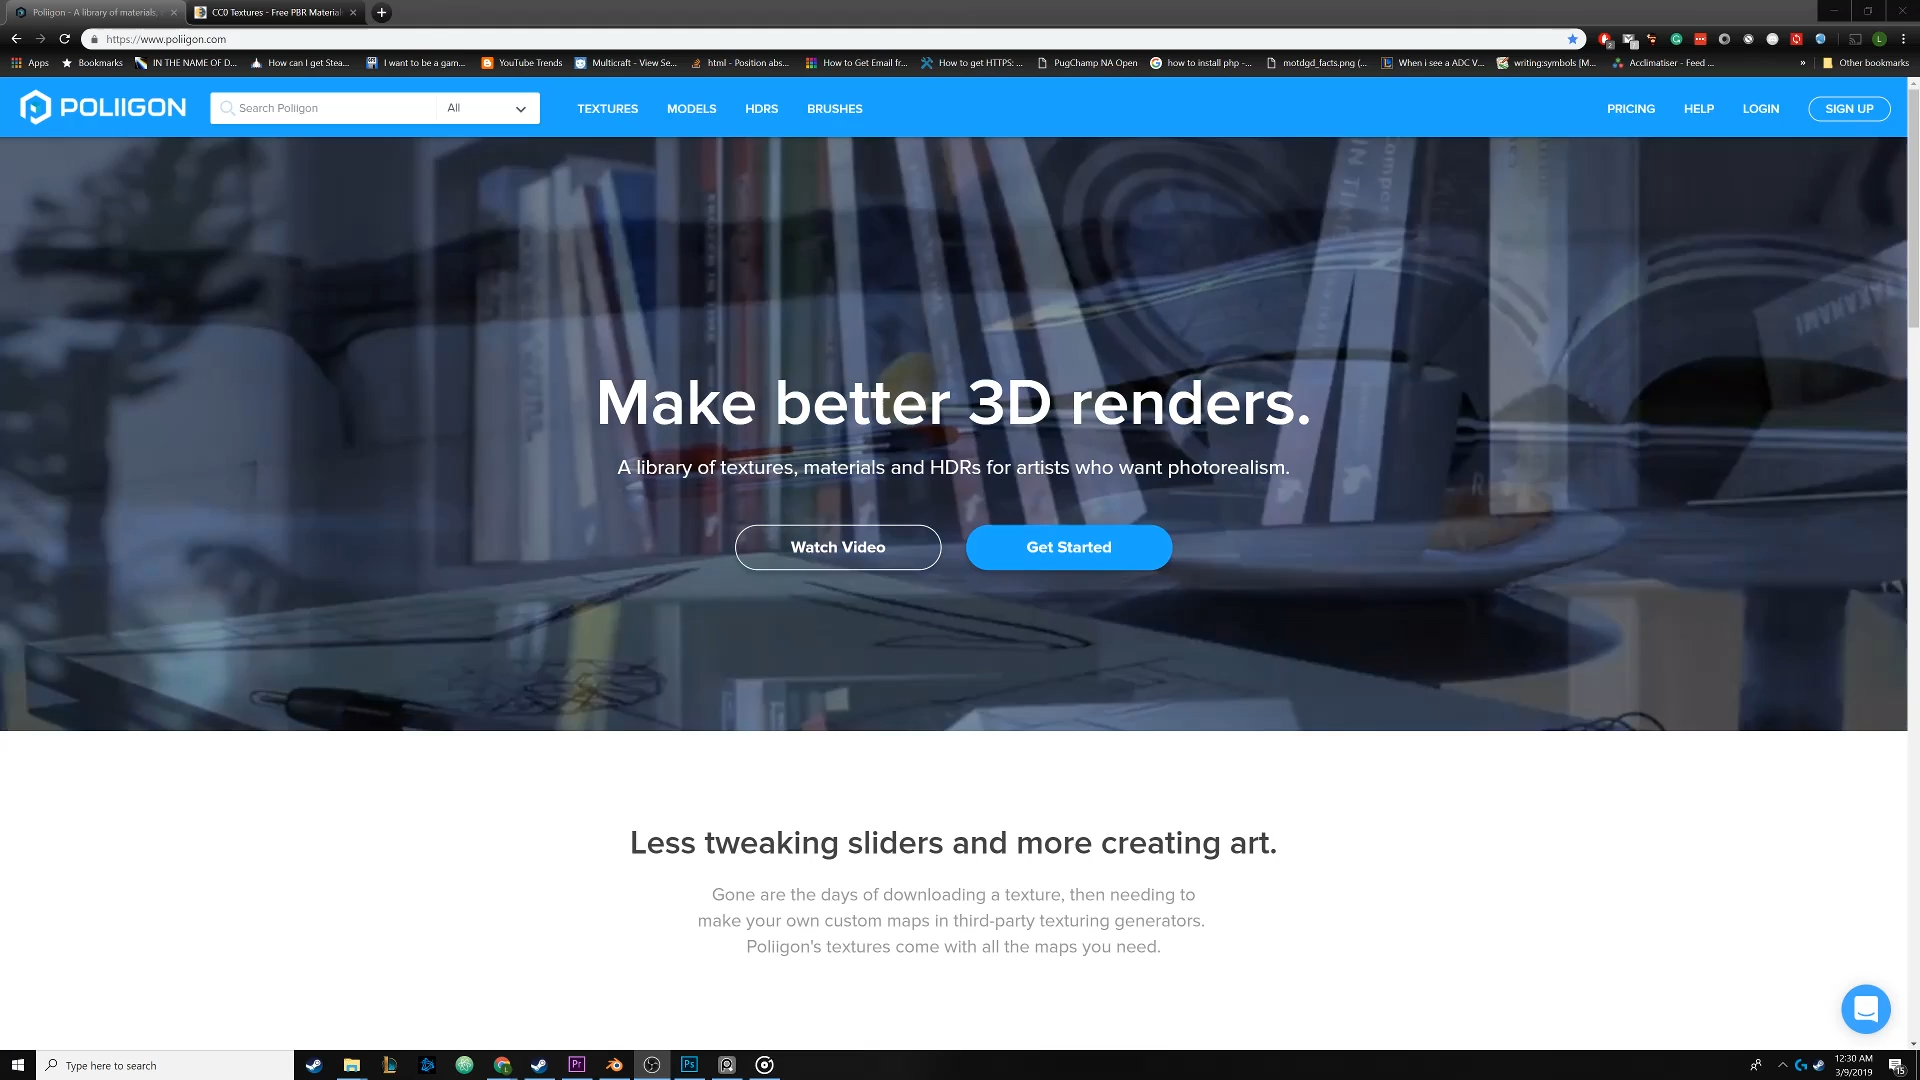 Poliigon - A library of materials,
CC0 Textures - Free PBR Material
https://www.poliigon.com
Apps
Bookmarks
IN THE NAME OF D...
How can I get Stea...
I want to be a gam...
YouTube Trends
Multicraft - View Se...
html - Position abs...
How to Get Email fr...
How to get HTTPS: ...
PugChamp NA Open
how to install php -...
motdgd_facts.png (...
When i see a ADC V...
writing:symbols [M...
Acclimatiser - Feed ...
»
Other bookmarks
POLIIGON
Search Poliigon
All
TEXTURES
MODELS
HDRS
BRUSHES
PRICING
HELP
LOGIN
SIGN UP
Make better 3D renders.
A library of textures, materials and HDRs for artists who want photorealism.
Watch Video
Get Started
Less tweaking sliders and more creating art.
Gone are the days of downloading a texture, then needing to
make your own custom maps in third-party texturing generators.
Poliigon's textures come with all the maps you need.
Type here to search
Pr
Ps
12:30 AM
3/9/2019
15